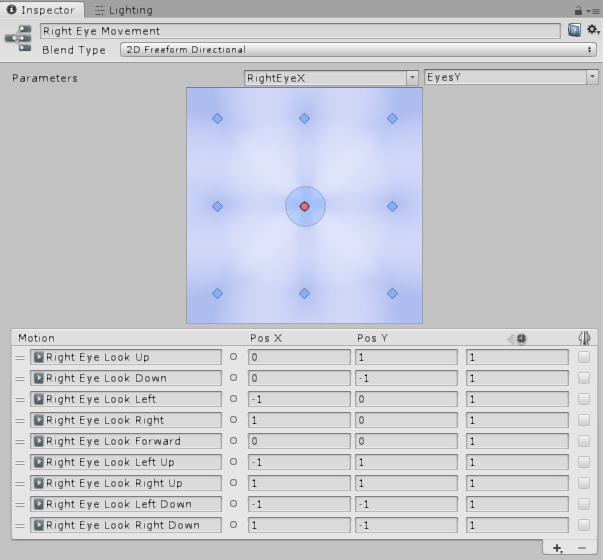 Inspector Lighting
Right Eye Movement
Blend Type 2D Freeform Directional
Parameters RightEyeX EyesY
Motion Pos X Pos Y
Right Eye Look Up 0 1 1
Right Eye Look Down 0 -1 1
Right Eye Look Left -1 0 1
Right Eye Look Right 1 0 1
Right Eye Look Forward 0 0 1
Right Eye Look Left Up -1 1 1
Right Eye Look Right Up 1 1 1
Right Eye Look Left Down -1 -1 1
Right Eye Look Right Down 1 -1 1